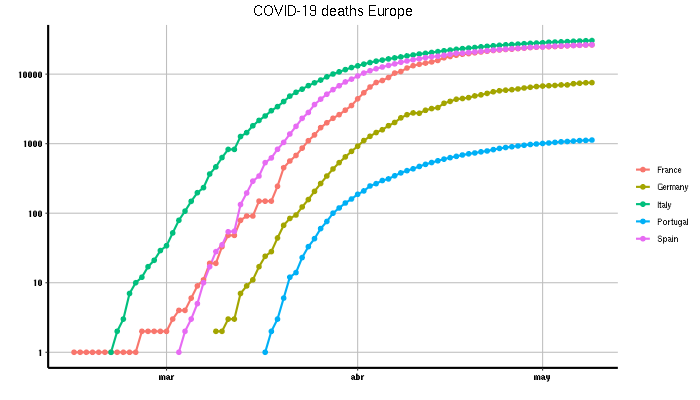 COVID-19 deaths Europe
10000
1000
100
10
1
mar abr may
France
Germany
Italy
Portugal
Spain